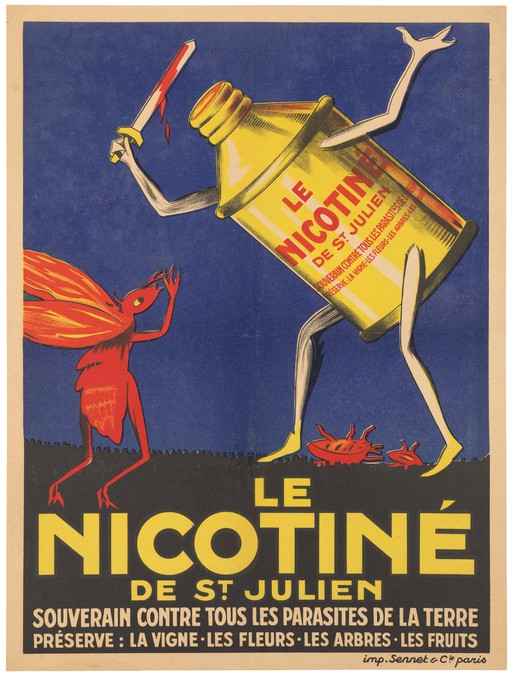 LE
NICOTINÉ
DE ST JULIEN
SOUVERAIN CONTRE TOUS LES PARASITES DE
PRÉSERVE: LA VIGNE·LES FLEURS·LES ARBRES·LES
LE
NICOTINÉ
DE ST JULIEN
SOUVERAIN CONTRE TOUS LES PARASITES DE LA TERRE
PRÉSERVE : LA VIGNE · LES FLEURS · LES ARBRES · LES FRUITS
imp. Sennet & Cie paris